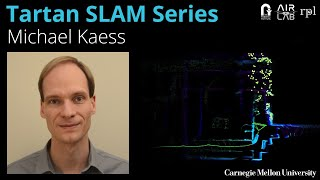 Tartan SLAM Series
Michael Kaess
AIR LAB
rpl
Carnegie Mellon University